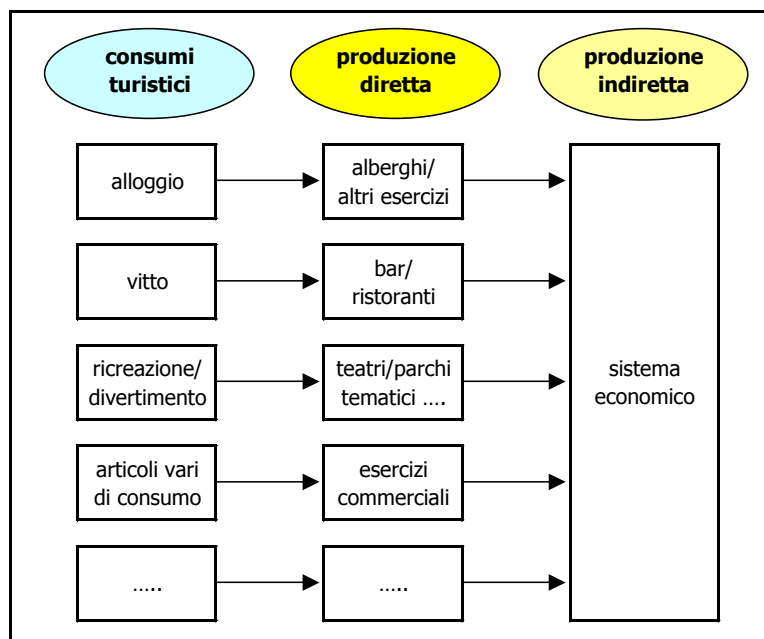 consumi
turistici
produzione
diretta
produzione
indiretta
alloggio
alberghi/
altri esercizi
vitto
bar/
ristoranti
ricreazione/
divertimento
teatri/parchi
tematici ….
sistema
economico
articoli vari
di consumo
esercizi
commerciali
…..
…..